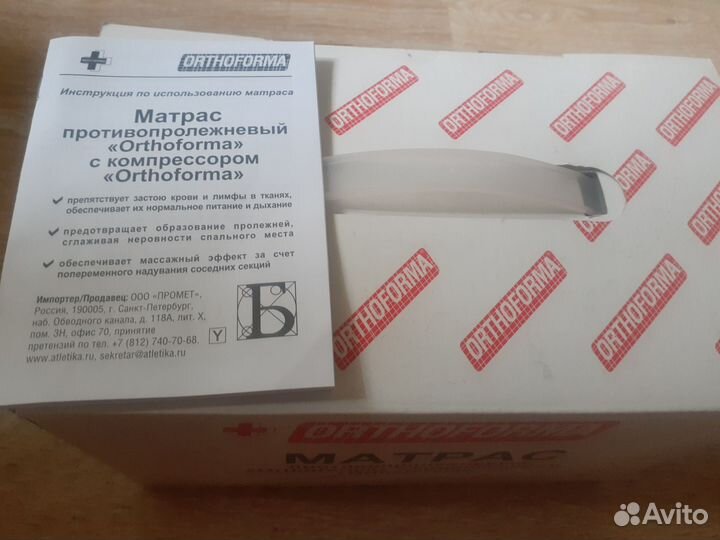 ORTHOFORMA
Инструкция по использованию матраса
Матрас
противопролежневый
«Orthoforma»
с компрессором
«Orthoforma»
препятствует застою крови и лимфы в тканях,
обеспечивает их нормальное питание и дыхание
предотвращает образование пролежней,
сглаживая неровности спального места
обеспечивает массажный эффект за счет
попеременного надувания соседних секций
Импортер/Продавец: ООО «ПРОМЕТ»,
Россия, 190005, г. Санкт-Петербург,
наб. Обводного канала, д. 118А, лит. Х,
пом. 3Н, офис 70, принятие
претензий по тел. +7 (812) 740-70-68.
www.atletika.ru, sekretar@atletika.ru
Y
Б
ORTHOFORMA
ORTHOFORMA
ORTHOFORMA
ORTHOFORMA
ORTHOFORMA
ORTHOFORMA
ORTHOFORMA
ORTHOFORMA
ORTHOFORMA
ORTHOFORMA
ORTHOFORMA
МАТРАС
Avito